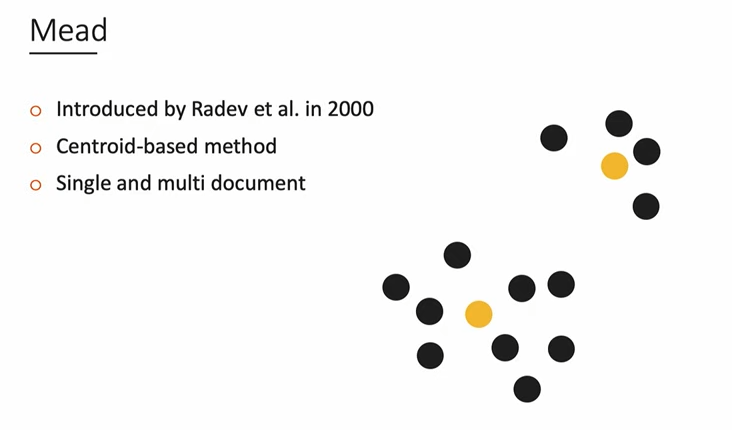 Mead
Introduced by Radev et al. in 2000
Centroid-based method
Single and multi document